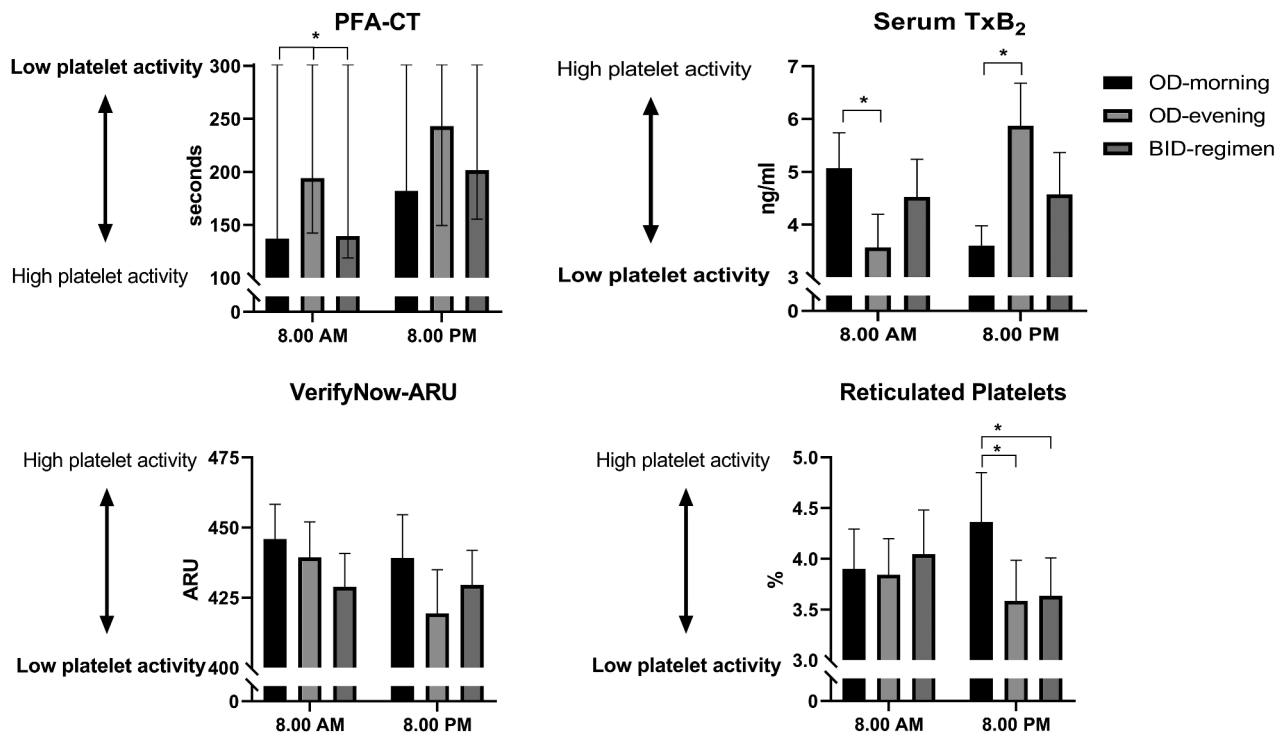 PFA-CT
*
Low platelet activity
High platelet activity
seconds
300
250
200
150
100
0
8.00 AM
8.00 PM
Serum TxB₂
*
*
High platelet activity
Low platelet activity
ng/ml
7
6
5
4
3
0
8.00 AM
8.00 PM
OD-morning
OD-evening
BID-regimen
VerifyNow-ARU
High platelet activity
Low platelet activity
ARU
475
450
425
400
0
8.00 AM
8.00 PM
Reticulated Platelets
*
*
High platelet activity
Low platelet activity
%
5.0
4.5
4.0
3.5
3.0
0
8.00 AM
8.00 PM